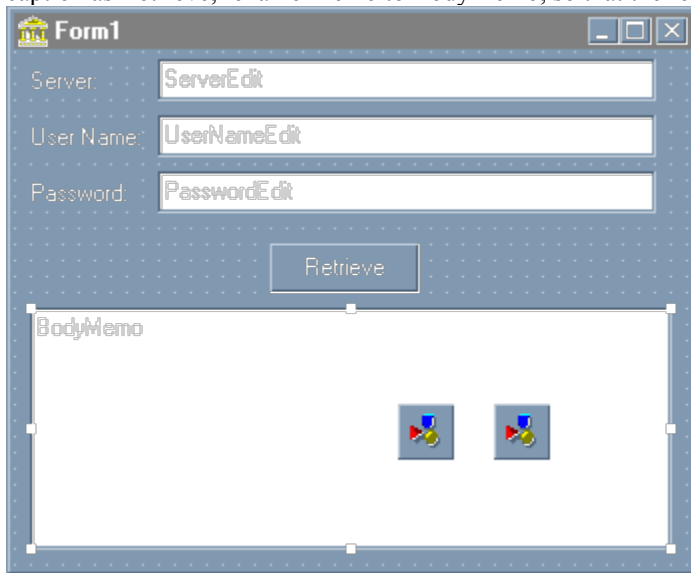 Form1
Server: ServerEdit
User Name: UserNameEdit
Password: PasswordEdit
Retrieve
BodyMemo